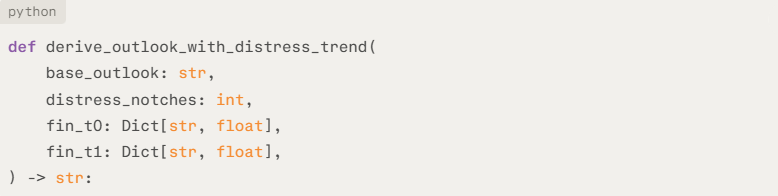 python
def derive_outlook_with_distress_trend(
    base_outlook: str,
    distress_notches: int,
    fin_t0: Dict[str, float],
    fin_t1: Dict[str, float],
) -> str: